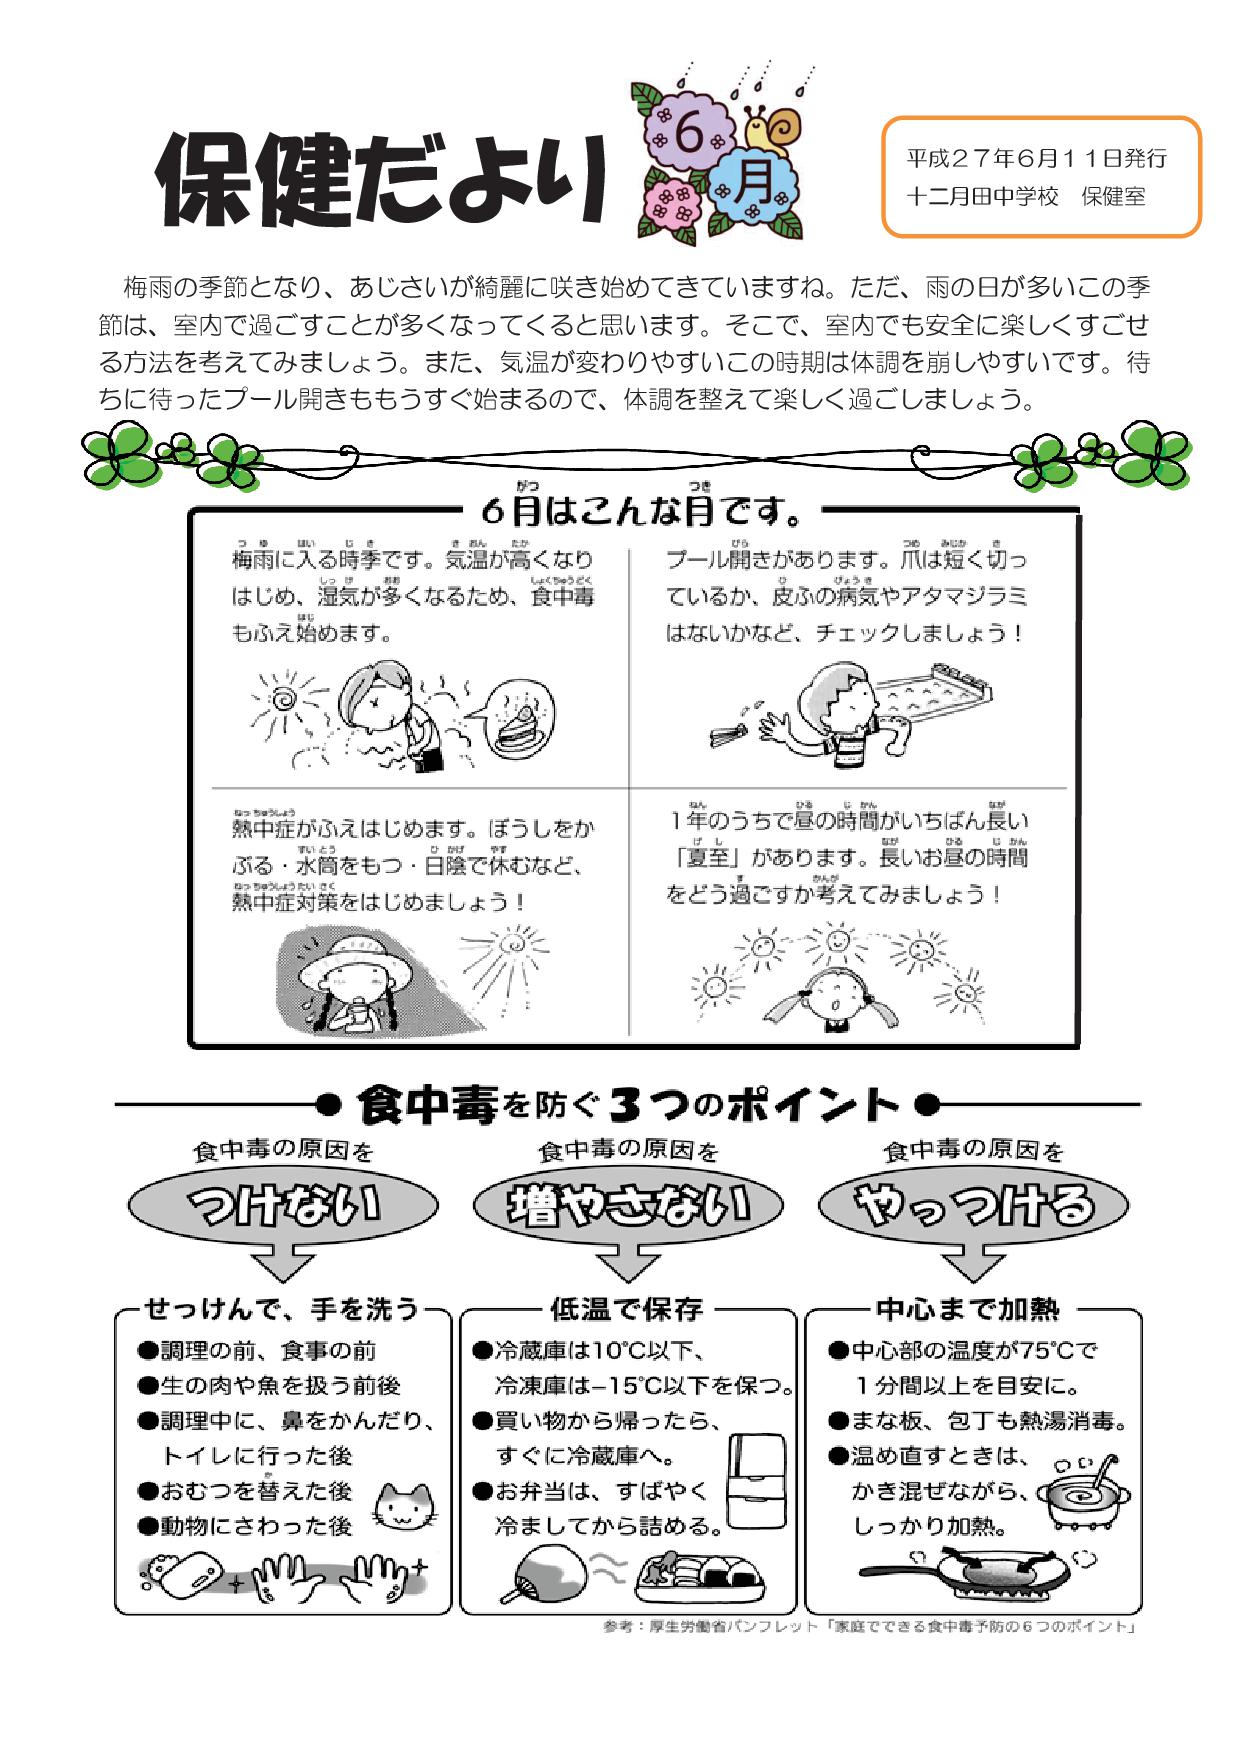 保健だより
6
月
平成２７年６月１１日発行
十二月田中学校　保健室
梅雨の季節となり、あじさいが綺麗に咲き始めてきていますね。ただ、雨の日が多いこの季
節は、室内で過ごすことが多くなってくると思います。そこで、室内でも安全に楽しくすごせ
る方法を考えてみましょう。また、気温が変わりやすいこの時期は体調を崩しやすいです。待
ちに待ったプール開きももうすぐ始まるので、体調を整えて楽しく過ごしましょう。
６月はこんな月です。
梅雨に入る時季です。気温が高くなり
はじめ、湿気が多くなるため、食中毒
もふえ始めます。
プール開きがあります。爪は短く切っ
ているか、皮ふの病気やアタマジラミ
はないかなど、チェックしましょう！
熱中症がふえはじめます。ぼうしをか
ぶる・水筒をもつ・日陰で休むなど、
熱中症対策をはじめましょう！
１年のうちで昼の時間がいちばん長い
「夏至」があります。長いお昼の時間
をどう過ごすか考えてみましょう！
食中毒を防ぐ３つのポイント
食中毒の原因を
つけない
せっけんで、手を洗う
●調理の前、食事の前
●生の肉や魚を扱う前後
●調理中に、鼻をかんだり、
トイレに行った後
●おむつを替えた後
●動物にさわった後
食中毒の原因を
増やさない
低温で保存
●冷蔵庫は10℃以下、
冷凍庫は−15℃以下を保つ。
●買い物から帰ったら、
すぐに冷蔵庫へ。
●お弁当は、すばやく
冷ましてから詰める。
食中毒の原因を
やっつける
中心まで加熱
●中心部の温度が75℃で
１分間以上を目安に。
●まな板、包丁も熱湯消毒。
●温め直すときは、
かき混ぜながら、
しっかり加熱。
参考：厚生労働省パンフレット「家庭でできる食中毒予防の６つのポイント」